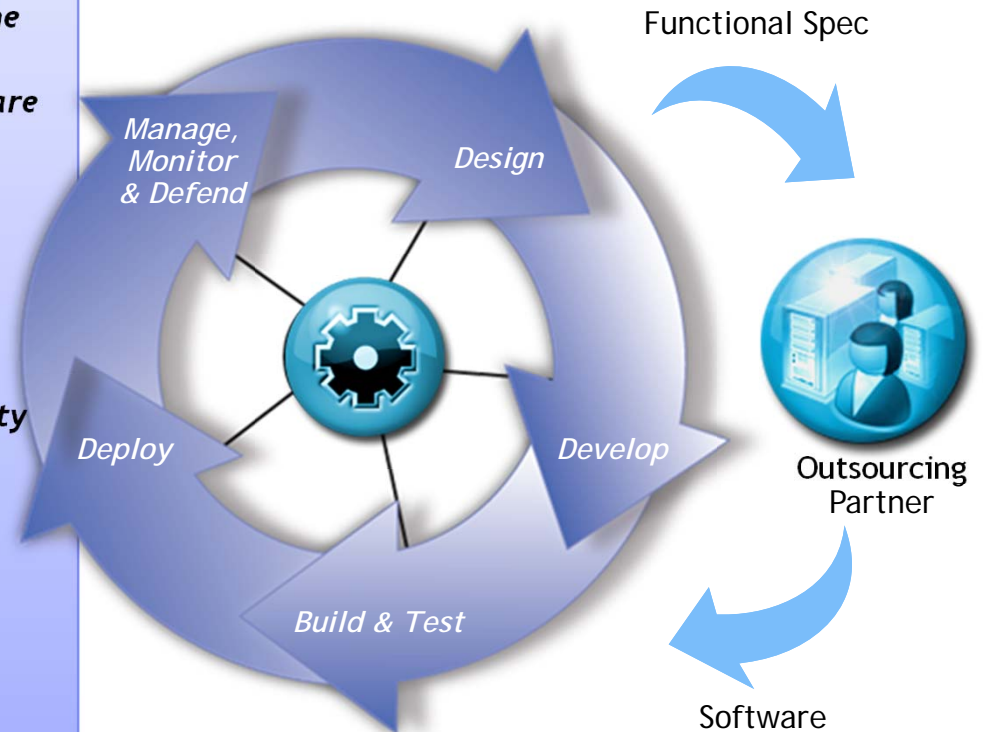 Functional Spec
Manage,
Monitor
& Defend
Design
Deploy
Develop
Outsourcing
Partner
Build & Test
Software